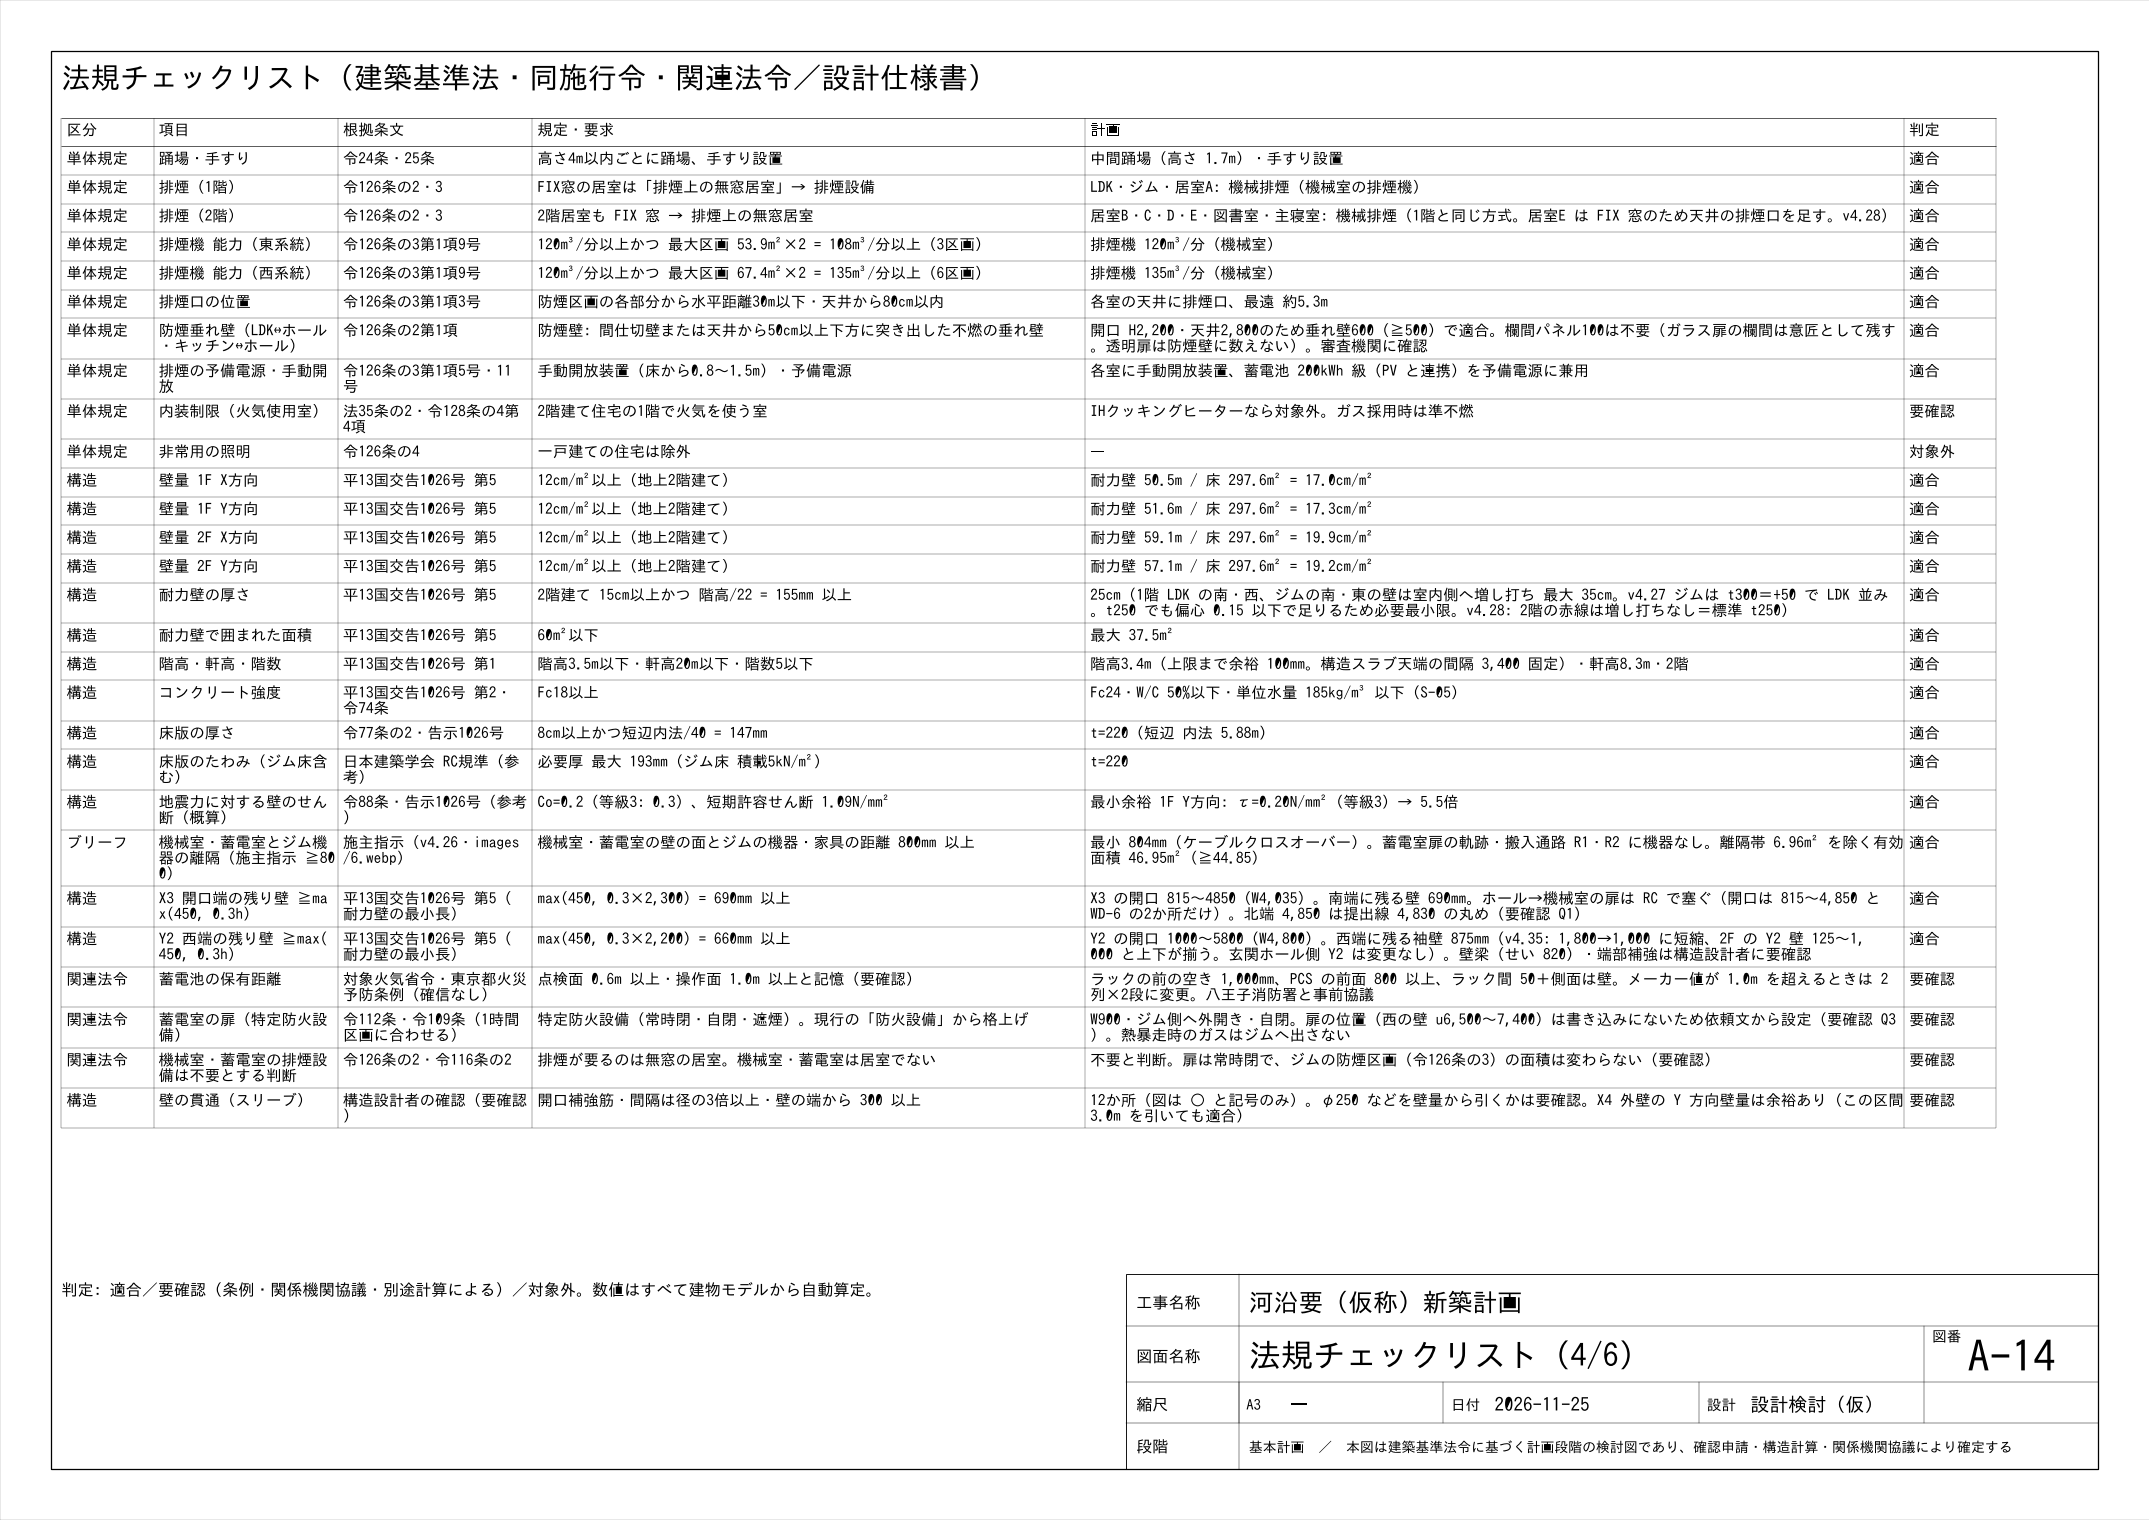 法規チェックリスト（建築基準法・同施行令・関連法令／設計仕様書）
区分 項目 根拠条文 規定・要求 計画 判定
単体規定 踊場・手すり 令24条・25条 高さ4m以内ごとに踊場、手すり設置 中間踊場（高さ 1.7m）・手すり設置 適合
単体規定 排煙（1階） 令126条の2・3 FIX窓の居室は「排煙上の無窓居室」→ 排煙設備 LDK・ジム・居室A: 機械排煙（機械室の排煙機） 適合
単体規定 排煙（2階） 令126条の2・3 2階居室も FIX 窓 → 排煙上の無窓居室 居室B・C・D・E・図書室・主寝室: 機械排煙（1階と同じ方式。居室E は FIX 窓のため天井の排煙口を足す。v4.28） 適合
単体規定 排煙機 能力（東系統） 令126条の3第1項9号 120m³/分以上かつ 最大区画 53.9m²×2 = 108m³/分以上（3区画） 排煙機 120m³/分（機械室） 適合
単体規定 排煙機 能力（西系統） 令126条の3第1項9号 120m³/分以上かつ 最大区画 67.4m²×2 = 135m³/分以上（6区画） 排煙機 135m³/分（機械室） 適合
単体規定 排煙口の位置 令126条の3第1項3号 防煙区画の各部分から水平距離30m以下・天井から80cm以内 各室の天井に排煙口、最遠 約5.3m 適合
単体規定 防煙垂れ壁（LDK⇔ホール 令126条の2第1項 防煙壁: 間仕切壁または天井から50cm以上下方に突き出した不燃の垂れ壁 開口 H2,200・天井2,800のため垂れ壁600（≧500）で適合。欄間パネル100は不要（ガラス扉の欄間は意匠として残す 適合
・キッチン⇔ホール） 。透明扉は防煙壁に数えない）。審査機関に確認
単体規定 排煙の予備電源・手動開 令126条の3第1項5号・11 手動開放装置（床から0.8～1.5m）・予備電源 各室に手動開放装置、蓄電池 200kWh 級（PV と連携）を予備電源に兼用 適合
放 号
単体規定 内装制限（火気使用室） 法35条の2・令128条の4第 2階建て住宅の1階で火気を使う室 IHクッキングヒーターなら対象外。ガス採用時は準不燃 要確認
4項
単体規定 非常用の照明 令126条の4 一戸建ての住宅は除外 — 対象外
構造 壁量 1F X方向 平13国交告1026号 第5 12cm/m²以上（地上2階建て） 耐力壁 50.5m / 床 297.6m² = 17.0cm/m² 適合
構造 壁量 1F Y方向 平13国交告1026号 第5 12cm/m²以上（地上2階建て） 耐力壁 51.6m / 床 297.6m² = 17.3cm/m² 適合
構造 壁量 2F X方向 平13国交告1026号 第5 12cm/m²以上（地上2階建て） 耐力壁 59.1m / 床 297.6m² = 19.9cm/m² 適合
構造 壁量 2F Y方向 平13国交告1026号 第5 12cm/m²以上（地上2階建て） 耐力壁 57.1m / 床 297.6m² = 19.2cm/m² 適合
構造 耐力壁の厚さ 平13国交告1026号 第5 2階建て 15cm以上かつ 階高/22 = 155mm 以上 25cm（1階 LDK の南・西、ジムの南・東の壁は室内側へ増し打ち 最大 35cm。v4.27 ジムは t300＝+50 で LDK 並み 適合
。t250 でも偏心 0.15 以下で足りるため必要最小限。v4.28: 2階の赤線は増し打ちなし＝標準 t250）
構造 耐力壁で囲まれた面積 平13国交告1026号 第5 60m²以下 最大 37.5m² 適合
構造 階高・軒高・階数 平13国交告1026号 第1 階高3.5m以下・軒高20m以下・階数5以下 階高3.4m（上限まで余裕 100mm。構造スラブ天端の間隔 3,400 固定）・軒高8.3m・2階 適合
構造 コンクリート強度 平13国交告1026号 第2・ Fc18以上 Fc24・W/C 50%以下・単位水量 185kg/m³ 以下（S-05） 適合
令74条
構造 床版の厚さ 令77条の2・告示1026号 8cm以上かつ短辺内法/40 = 147mm t=220（短辺 内法 5.88m） 適合
構造 床版のたわみ（ジム床含 日本建築学会 RC規準（参 必要厚 最大 193mm（ジム床 積載5kN/m²） t=220 適合
む） 考）
構造 地震力に対する壁のせん 令88条・告示1026号（参考 Co=0.2（等級3: 0.3）、短期許容せん断 1.09N/mm² 最小余裕 1F Y方向: τ=0.20N/mm²（等級3）→ 5.5倍 適合
断（概算） ）
ブリーフ 機械室・蓄電室とジム機 施主指示（v4.26・images 機械室・蓄電室の壁の面とジムの機器・家具の距離 800mm 以上 最小 804mm（ケーブルクロスオーバー）。蓄電室扉の軌跡・搬入通路 R1・R2 に機器なし。離隔帯 6.96m² を除く有効 適合
器の離隔（施主指示 ≧80 /6.webp） 面積 46.95m²（≧44.85）
0）
構造 X3 開口端の残り壁 ≧ma 平13国交告1026号 第5（ max(450, 0.3×2,300) = 690mm 以上 X3 の開口 815～4850（W4,035）。南端に残る壁 690mm。ホール→機械室の扉は RC で塞ぐ（開口は 815～4,850 と 適合
x(450, 0.3h) 耐力壁の最小長） WD-6 の2か所だけ）。北端 4,850 は提出線 4,830 の丸め（要確認 Q1）
構造 Y2 西端の残り壁 ≧max( 平13国交告1026号 第5（ max(450, 0.3×2,200) = 660mm 以上 Y2 の開口 1000～5800（W4,800）。西端に残る袖壁 875mm（v4.35: 1,800→1,000 に短縮、2F の Y2 壁 125～1, 適合
450, 0.3h) 耐力壁の最小長） 000 と上下が揃う。玄関ホール側 Y2 は変更なし）。壁梁（せい 820）・端部補強は構造設計者に要確認
関連法令 蓄電池の保有距離 対象火気省令・東京都火災 点検面 0.6m 以上・操作面 1.0m 以上と記憶（要確認） ラックの前の空き 1,000mm、PCS の前面 800 以上、ラック間 50＋側面は壁。メーカー値が 1.0m を超えるときは 2 要確認
予防条例（確信なし） 列×2段に変更。八王子消防署と事前協議
関連法令 蓄電室の扉（特定防火設 令112条・令109条（1時間 特定防火設備（常時閉・自閉・遮煙）。現行の「防火設備」から格上げ W900・ジム側へ外開き・自閉。扉の位置（西の壁 u6,500～7,400）は書き込みにないため依頼文から設定（要確認 Q3 要確認
備） 区画に合わせる） ）。熱暴走時のガスはジムへ出さない
関連法令 機械室・蓄電室の排煙設 令126条の2・令116条の2 排煙が要るのは無窓の居室。機械室・蓄電室は居室でない 不要と判断。扉は常時閉で、ジムの防煙区画（令126条の3）の面積は変わらない（要確認） 要確認
備は不要とする判断
構造 壁の貫通（スリーブ） 構造設計者の確認（要確認 開口補強筋・間隔は径の3倍以上・壁の端から 300 以上 12か所（図は ○ と記号のみ）。φ250 などを壁量から引くかは要確認。X4 外壁の Y 方向壁量は余裕あり（この区間 要確認
） 3.0m を引いても適合）
判定: 適合／要確認（条例・関係機関協議・別途計算による）／対象外。数値はすべて建物モデルから自動算定。
工事名称 河沿要（仮称）新築計画
図面名称 法規チェックリスト（4/6） 図番 A-14
縮尺 A3 — 日付 2026-11-25 設計 設計検討（仮）
段階 基本計画 ／ 本図は建築基準法令に基づく計画段階の検討図であり、確認申請・構造計算・関係機関協議により確定する